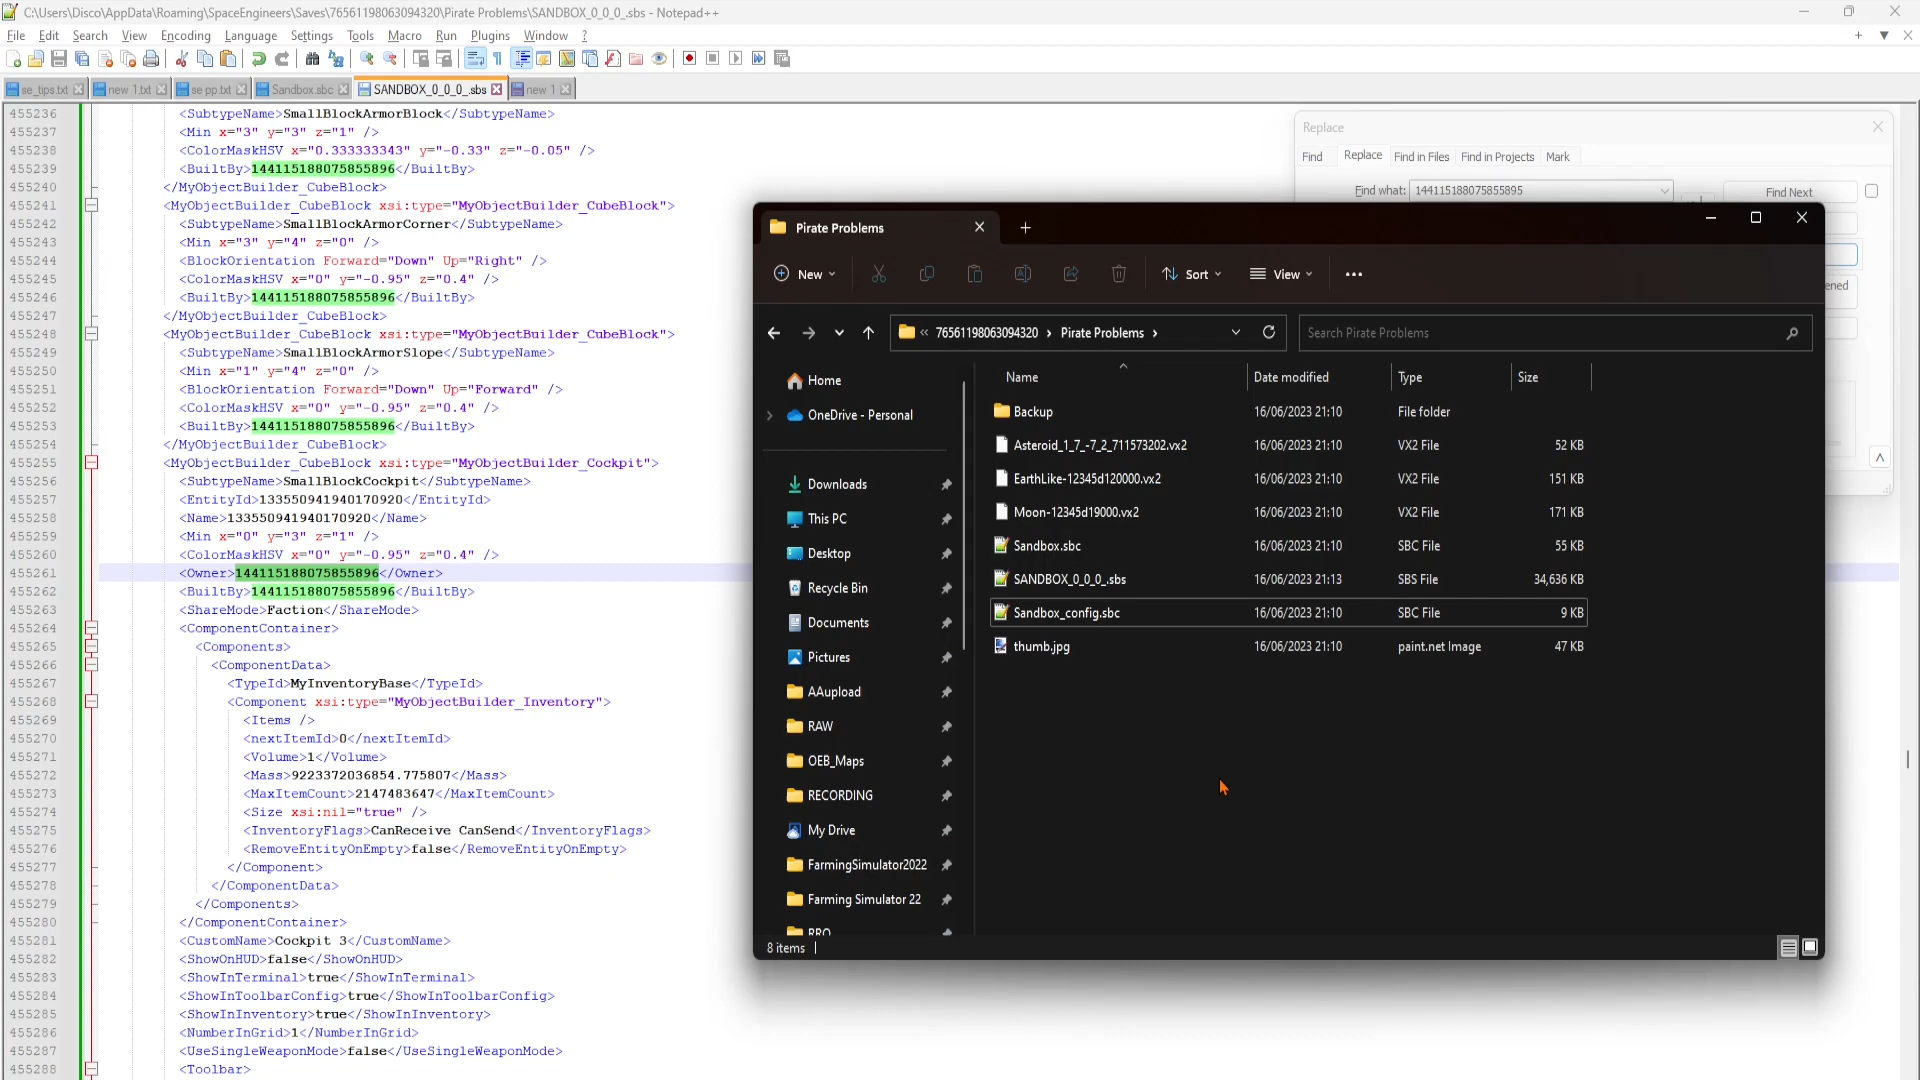 C:\Users\Disco\AppData\Roaming\SpaceEngineers\Saves\76561198063094320\Pirate Problems\SANDBOX_0_0_0_.sbs - Notepad++
File Edit Search View Encoding Language Settings Tools Macro Run Plugins Window ?
se_tips.txt new 1.txt se pp.txt Sandbox.sbc SANDBOX_0_0_0_.sbs new 1
455236 <SubtypeName>SmallBlockArmorBlock</SubtypeName>
455237 <Min x="3" y="3" z="1" />
455238 <ColorMaskHSV x="0.333333343" y="-0.33" z="-0.05" />
455239 <BuiltBy>144115188075855896</BuiltBy>
455240 </MyObjectBuilder_CubeBlock>
455241 <MyObjectBuilder_CubeBlock xsi:type="MyObjectBuilder_CubeBlock">
455242 <SubtypeName>SmallBlockArmorCorner</SubtypeName>
455243 <Min x="3" y="4" z="0" />
455244 <BlockOrientation Forward="Down" Up="Right" />
455245 <ColorMaskHSV x="0" y="-0.95" z="0.4" />
455246 <BuiltBy>144115188075855896</BuiltBy>
455247 </MyObjectBuilder_CubeBlock>
455248 <MyObjectBuilder_CubeBlock xsi:type="MyObjectBuilder_CubeBlock">
455249 <SubtypeName>SmallBlockArmorSlope</SubtypeName>
455250 <Min x="1" y="4" z="0" />
455251 <BlockOrientation Forward="Down" Up="Forward" />
455252 <ColorMaskHSV x="0" y="-0.95" z="0.4" />
455253 <BuiltBy>144115188075855896</BuiltBy>
455254 </MyObjectBuilder_CubeBlock>
455255 <MyObjectBuilder_CubeBlock xsi:type="MyObjectBuilder_Cockpit">
455256 <SubtypeName>SmallBlockCockpit</SubtypeName>
455257 <EntityId>133550941940170920</EntityId>
455258 <Name>133550941940170920</Name>
455259 <Min x="0" y="3" z="1" />
455260 <ColorMaskHSV x="0" y="-0.95" z="0.4" />
455261 <Owner>144115188075855896</Owner>
455262 <BuiltBy>144115188075855896</BuiltBy>
455263 <ShareMode>Faction</ShareMode>
455264 <ComponentContainer>
455265 <Components>
455266 <ComponentData>
455267 <TypeId>MyInventoryBase</TypeId>
455268 <Component xsi:type="MyObjectBuilder_Inventory">
455269 <Items />
455270 <nextItemId>0</nextItemId>
455271 <Volume>1</Volume>
455272 <Mass>9223372036854.775807</Mass>
455273 <MaxItemCount>2147483647</MaxItemCount>
455274 <Size xsi:nil="true" />
455275 <InventoryFlags>CanReceive CanSend</InventoryFlags>
455276 <RemoveEntityOnEmpty>false</RemoveEntityOnEmpty>
455277 </Component>
455278 </ComponentData>
455279 </Components>
455280 </ComponentContainer>
455281 <CustomName>Cockpit 3</CustomName>
455282 <ShowOnHUD>false</ShowOnHUD>
455283 <ShowInTerminal>true</ShowInTerminal>
455284 <ShowInToolbarConfig>true</ShowInToolbarConfig>
455285 <ShowInInventory>true</ShowInInventory>
455286 <NumberInGrid>1</NumberInGrid>
455287 <UseSingleWeaponMode>false</UseSingleWeaponMode>
455288 <Toolbar>
Replace
Find Replace Find in Files Find in Projects Mark
Find what: 144115188075855895 Find Next
ened
Pirate Problems
New Sort View
76561198063094320 > Pirate Problems > Search Pirate Problems
Home
OneDrive - Personal
Downloads
This PC
Desktop
Recycle Bin
Documents
Pictures
AAupload
RAW
OEB_Maps
RECORDING
My Drive
FarmingSimulator2022
Farming Simulator 22
RRO
Name Date modified Type Size
Backup 16/06/2023 21:10 File folder
Asteroid_1_7_-7_2_711573202.vx2 16/06/2023 21:10 VX2 File 52 KB
EarthLike-12345d120000.vx2 16/06/2023 21:10 VX2 File 151 KB
Moon-12345d19000.vx2 16/06/2023 21:10 VX2 File 171 KB
Sandbox.sbc 16/06/2023 21:10 SBC File 55 KB
SANDBOX_0_0_0_.sbs 16/06/2023 21:13 SBS File 34,636 KB
Sandbox_config.sbc 16/06/2023 21:10 SBC File 9 KB
thumb.jpg 16/06/2023 21:10 paint.net Image 47 KB
8 items